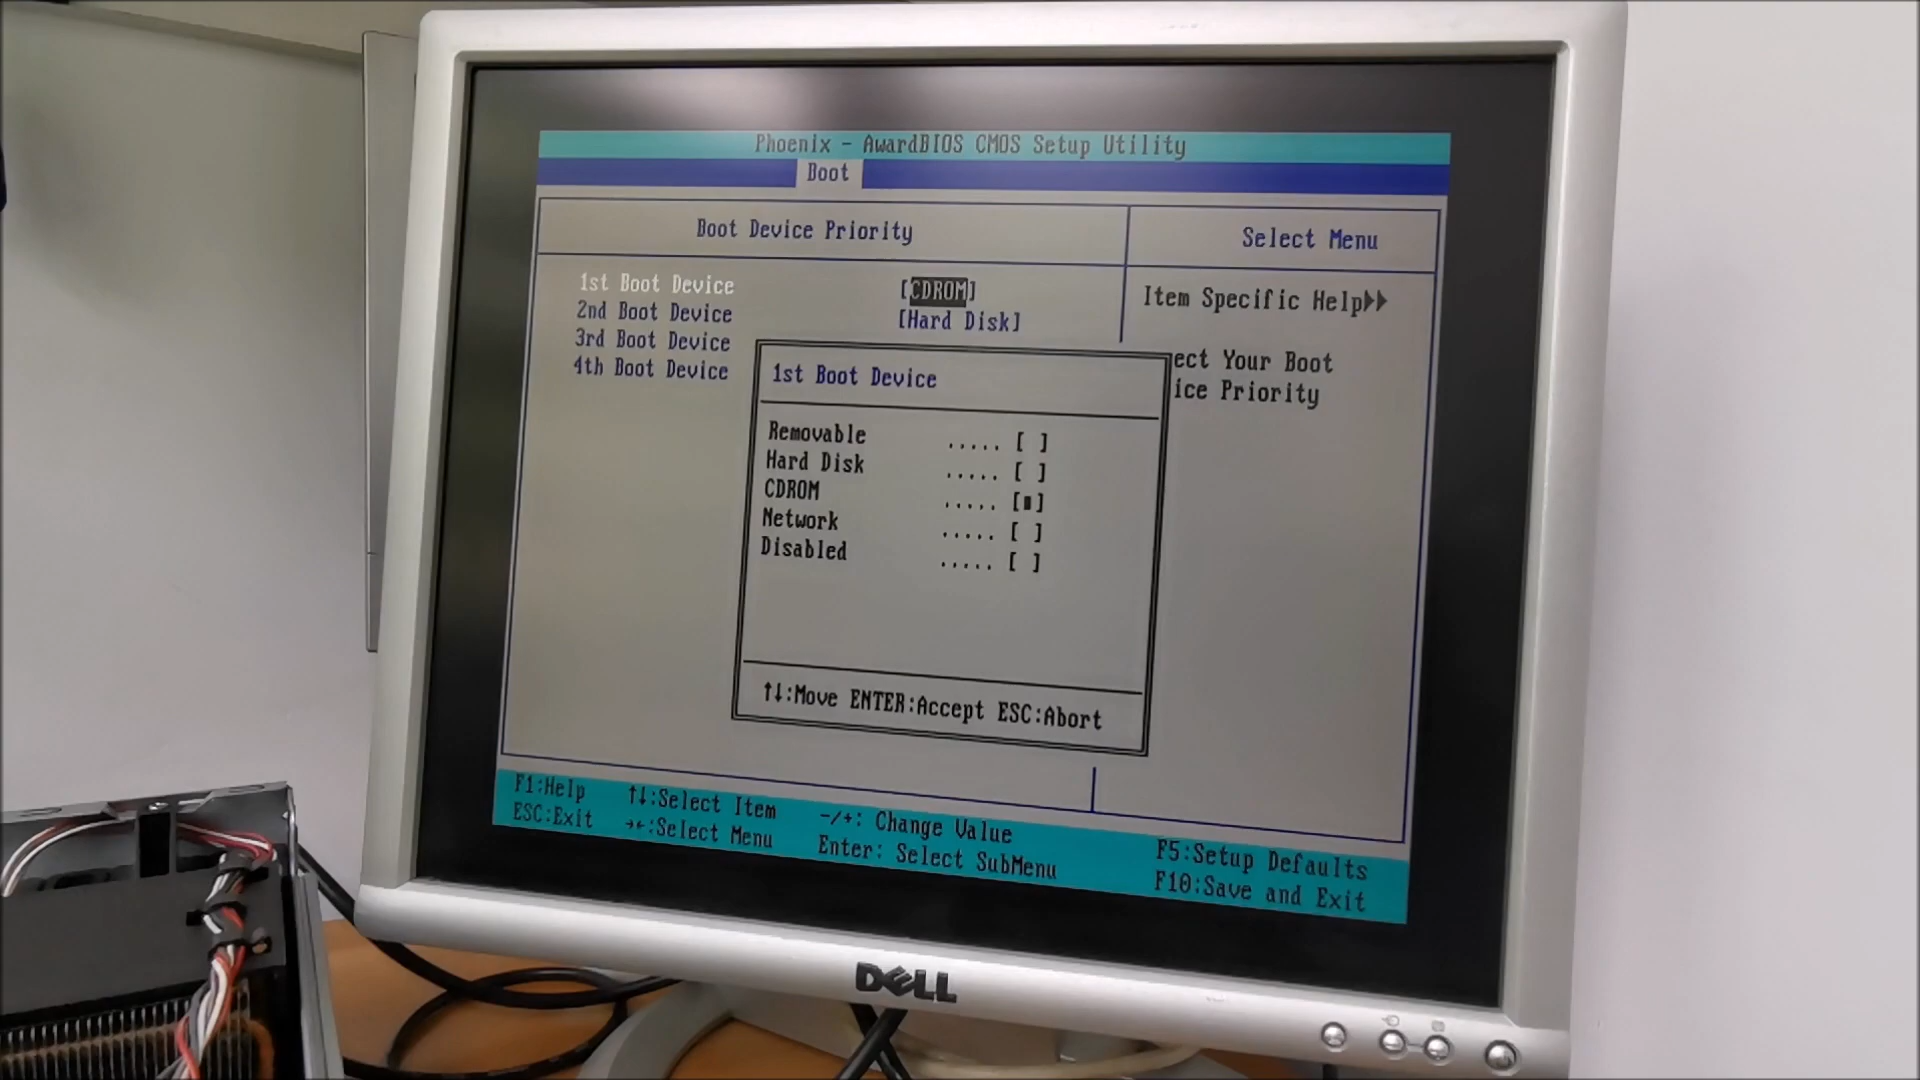 Phoenix - AwardBIOS CMOS Setup Utility
Boot
Boot Device Priority
Select Menu
1st Boot Device [CDROM]
2nd Boot Device [Hard Disk]
3rd Boot Device
4th Boot Device
Item Specific Help►►
ect Your Boot
ice Priority
1st Boot Device
Removable ..... [ ]
Hard Disk ..... [ ]
CDROM ..... [■]
Network ..... [ ]
Disabled ..... [ ]
↑↓:Move ENTER:Accept ESC:Abort
F1:Help ↑↓:Select Item -/+: Change Value F5:Setup Defaults
ESC:Exit →←:Select Menu Enter: Select SubMenu F10:Save and Exit
DELL